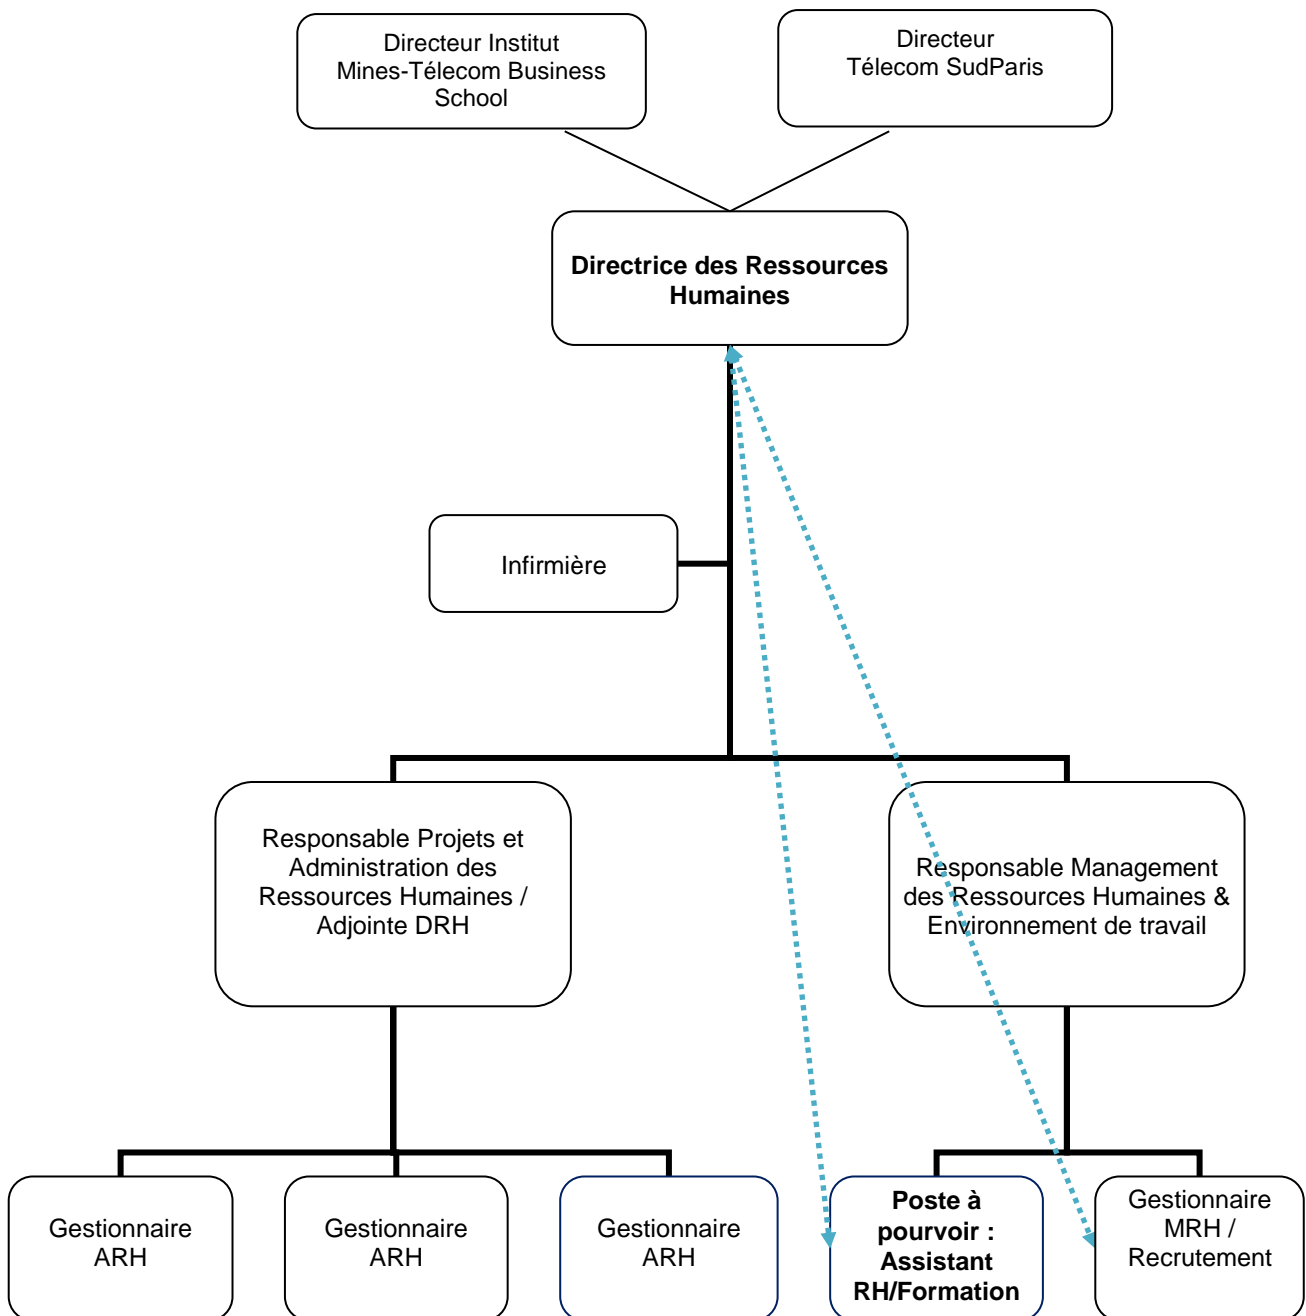 Directeur Institut
Mines-Télecom Business
School
Directeur
Télecom SudParis
Directrice des Ressources
Humaines
Infirmière
Responsable Projets et
Administration des
Ressources Humaines /
Adjointe DRH
Responsable Management
des Ressources Humaines &
Environnement de travail
Gestionnaire
ARH
Gestionnaire
ARH
Gestionnaire
ARH
Poste à
pourvoir :
Assistant
RH/Formation
Gestionnaire
MRH /
Recrutement